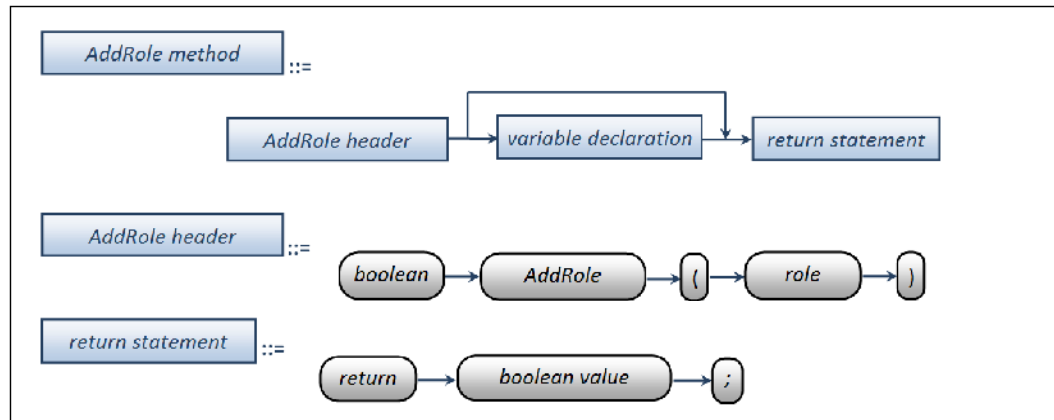 AddRole method ::=
AddRole header variable declaration return statement
AddRole header ::=
boolean AddRole ( role )
return statement ::=
return boolean value ;